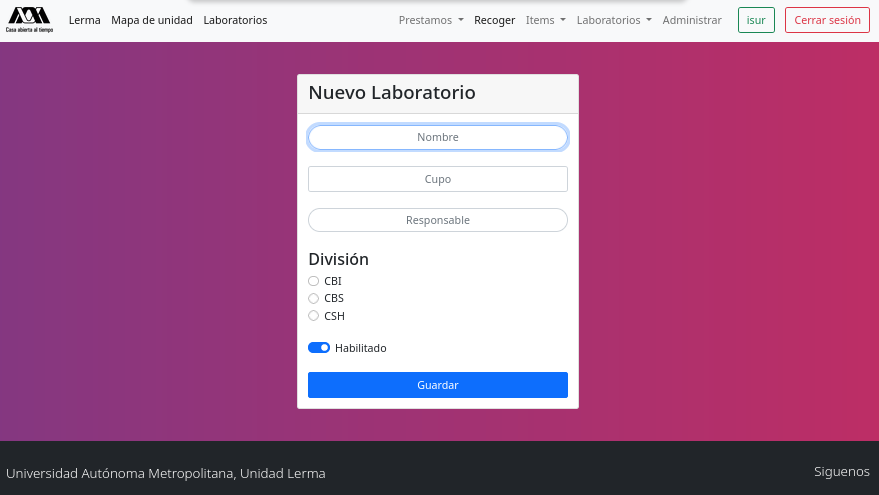 Casa abierta al tiempo
Lerma Mapa de unidad Laboratorios Prestamos Recoger Items Laboratorios Administrar isur Cerrar sesión
Nuevo Laboratorio
Nombre
Cupo
Responsable
División
CBI
CBS
CSH
Habilitado
Guardar
Universidad Autónoma Metropolitana, Unidad Lerma
Siguenos